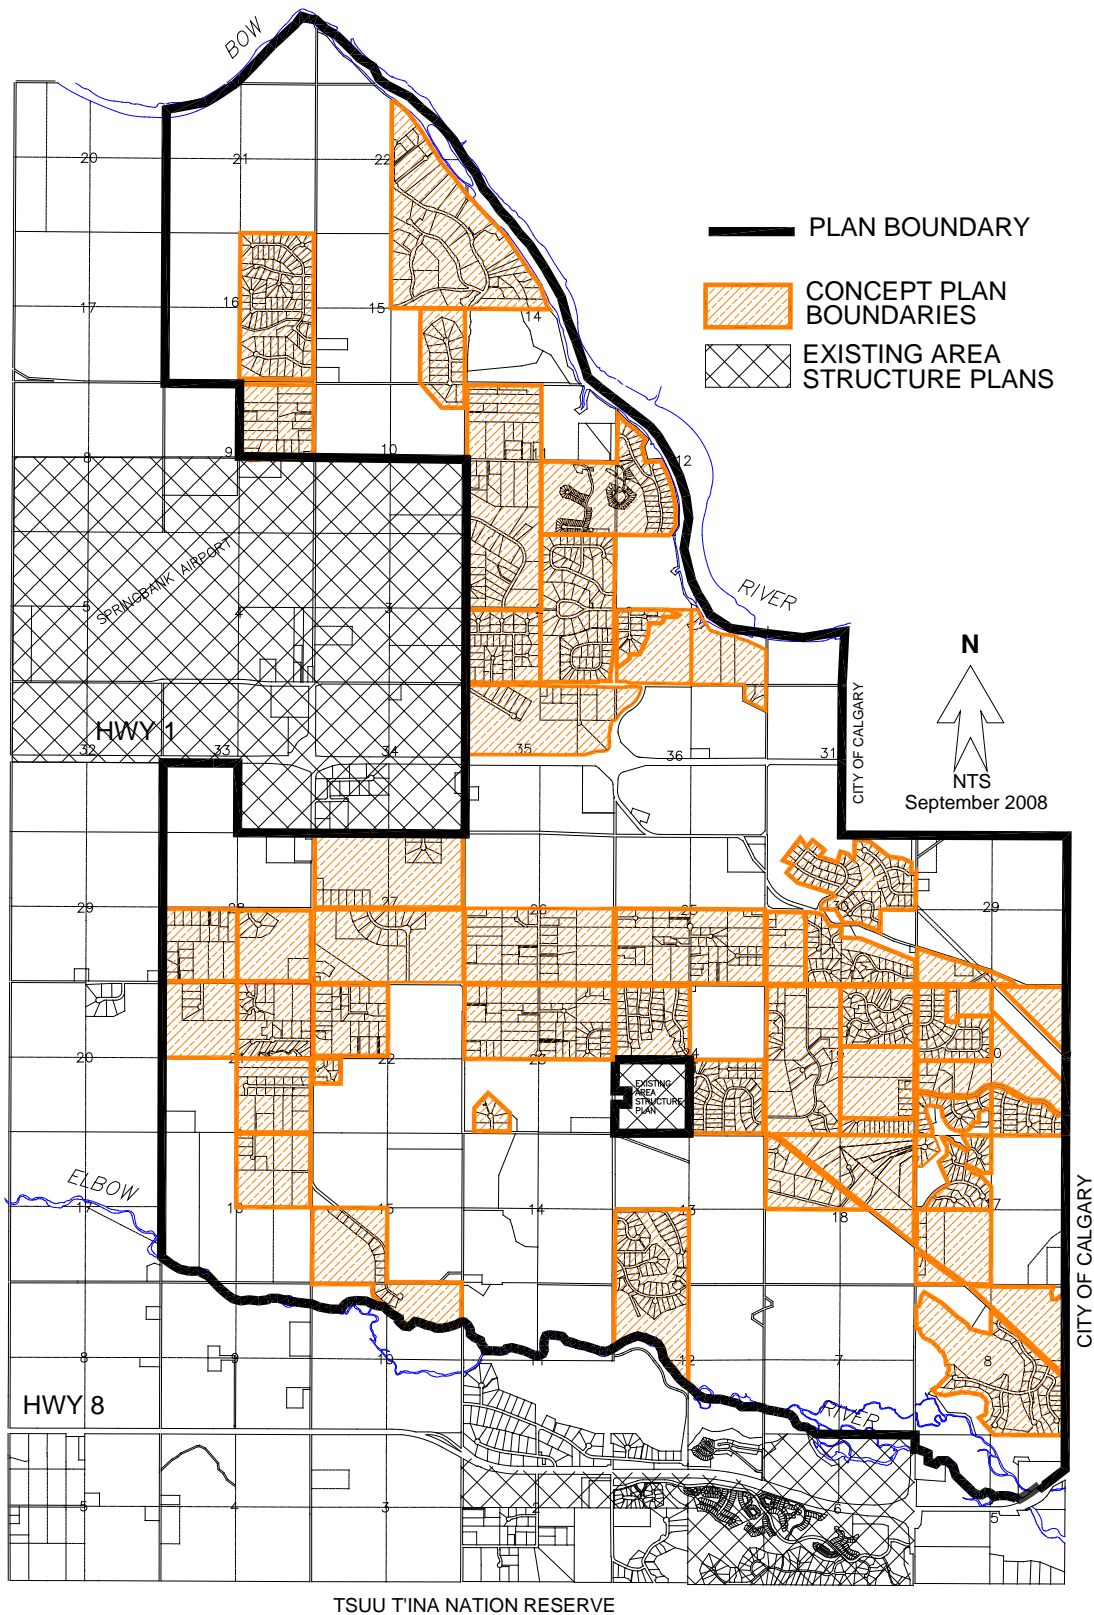 BOW
20
21
22
PLAN BOUNDARY
CONCEPT PLAN
BOUNDARIES
EXISTING AREA
STRUCTURE PLANS
17
16
15
14
8
9
10
11
12
SPRINGBANK AIRPORT
5
4
3
RIVER
N
NTS
September 2008
CITY OF CALGARY
HWY 1
32
33
34
35
36
31
29
28
27
26
25
30
29
20
21
22
23
24
19
20
EXISTING
AREA
STRUCTURE
PLAN
ELBOW
17
16
15
14
13
18
17
CITY OF CALGARY
8
9
10
11
12
7
8
HWY 8
RIVER
5
4
3
2
6
5
TSUU T'INA NATION RESERVE